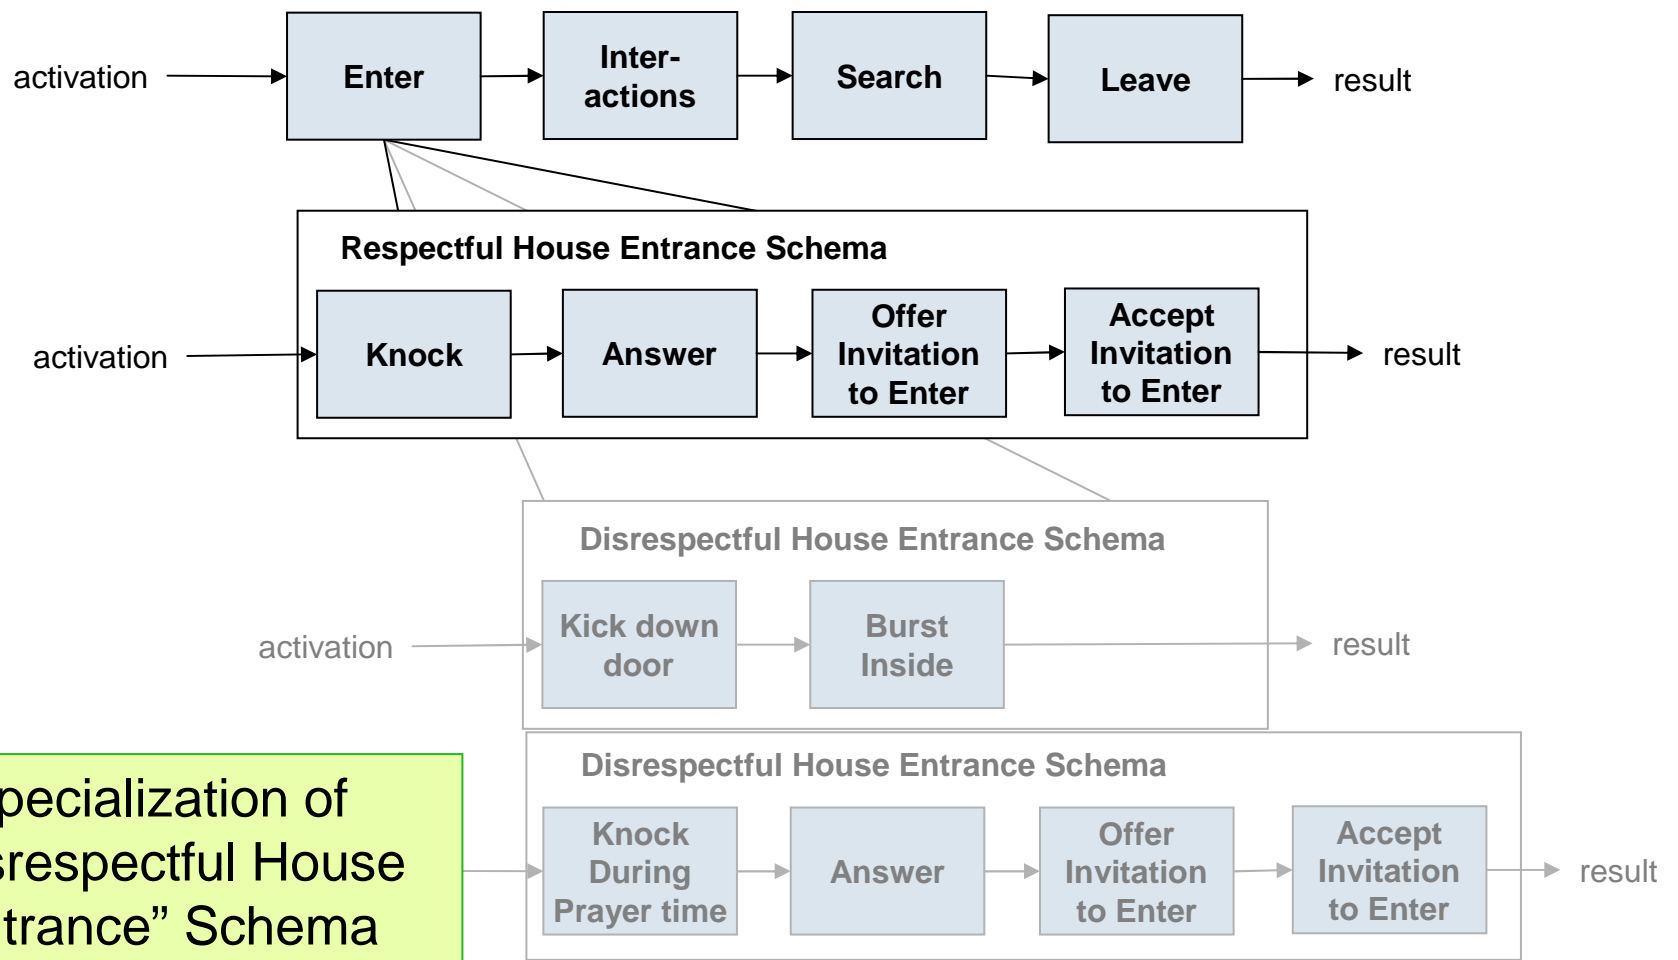 activation
Enter
Inter-
actions
Search
Leave
result
Respectful House Entrance Schema
activation
Knock
Answer
Offer
Invitation
to Enter
Accept
Invitation
to Enter
result
Disrespectful House Entrance Schema
activation
Kick down
door
Burst
Inside
result
Disrespectful House Entrance Schema
Knock
During
Prayer time
Answer
Offer
Invitation
to Enter
Accept
Invitation
to Enter
result
pecialization of
srespectful House
trance” Schema